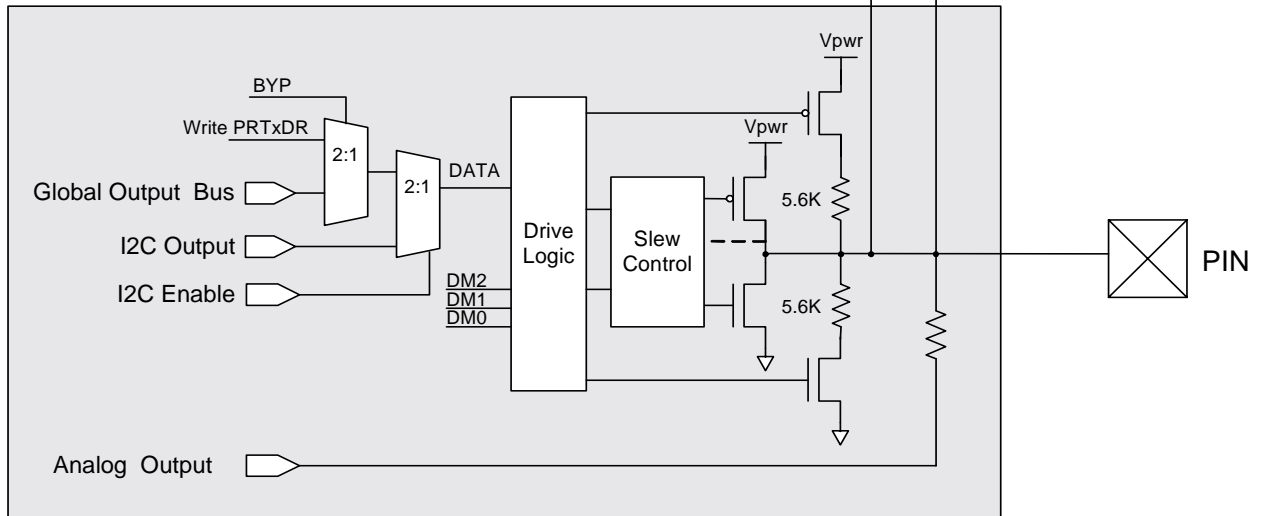 Vpwr
BYP
Write PRTxDR
2:1
Vpwr
2:1
DATA
Global Output Bus
5.6K
Drive
Logic
Slew
Control
I2C Output
PIN
I2C Enable
DM2
DM1
DM0
5.6K
Analog Output